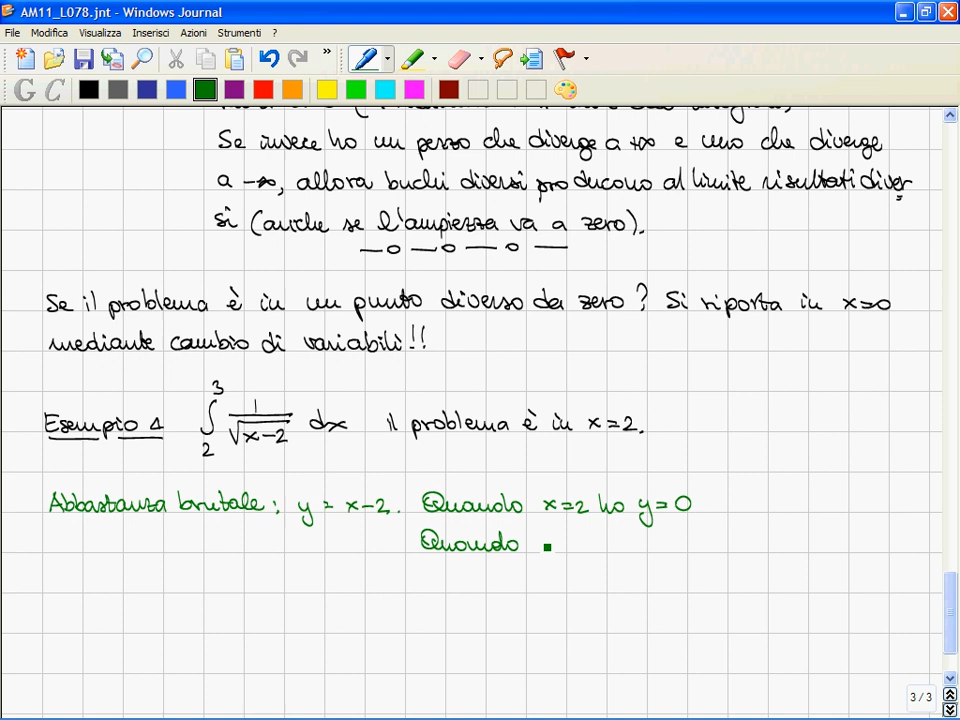 AM11_L078.jnt - Windows Journal
File Modifica Visualizza Inserisci Azioni Strumenti ?
Se invece ho un pezzo che diverge a +∞ e uno che diverge
a -∞, allora buchi diversi producono al limite risultati diver
si (anche se l'ampiezza va a zero).
— o — o — o —
Se il problema è in un punto diverso da zero? Si riporta in x=0
mediante cambio di variabili!!
Esempio 1 ∫₂³ 1/√(x-2) dx il problema è in x=2.
Abbastanza brutale: y = x-2. Quando x=2 ho y=0
Quando
3 / 3